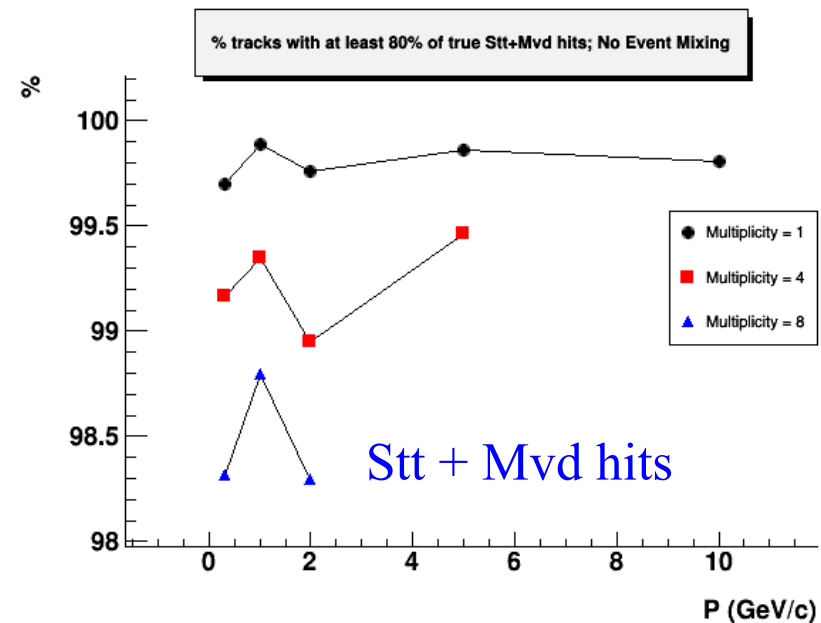 % tracks with at least 80% of true Stt+Mvd hits; No Event Mixing
%
100
99.5
99
98.5
98
Multiplicity = 1
Multiplicity = 4
Multiplicity = 8
Stt + Mvd hits
0 2 4 6 8 10
P (GeV/c)